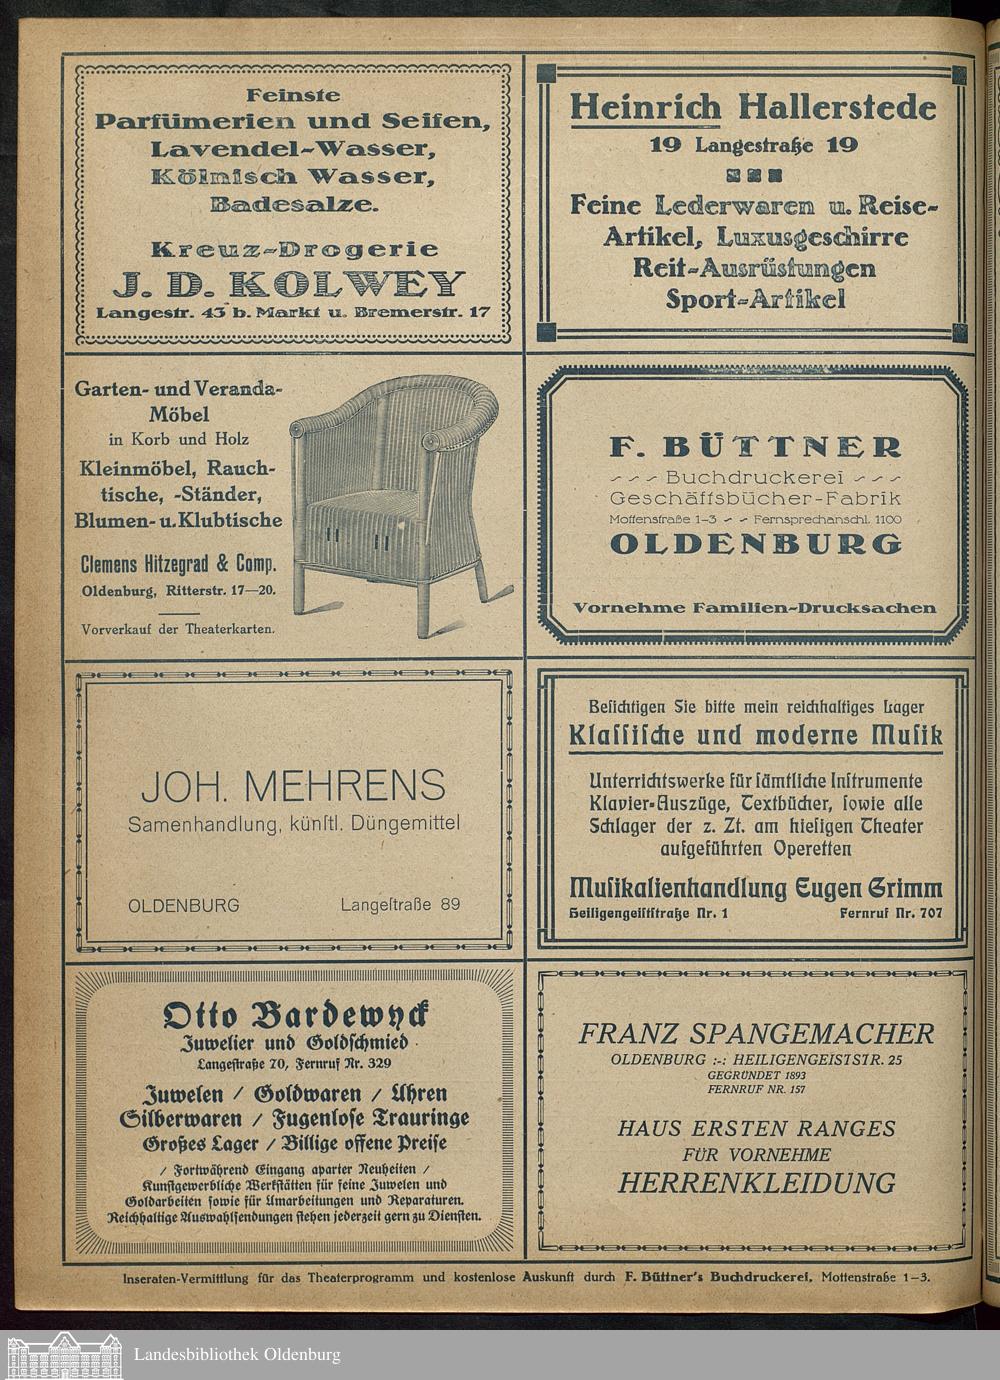 Feinste
Parfümerien und Seifen,
Lavendel-Wasser,
Kölnisch Wasser,
Badesalze.
Kreuz-Drogerie
J. D. KOLWEY
Langestr. 43 b. Markt u. Bremerstr. 17
Heinrich Hallerstede
19 Langestraße 19
Feine Lederwaren u. Reise-
Artikel, Luxusgeschirre
Reit-Ausrüstungen
Sport-Artikel
Garten- und Veranda-
Möbel
in Korb und Holz
Kleinmöbel, Rauch-
tische, -Ständer,
Blumen- u. Klubtische
Clemens Hitzegrad & Comp.
Oldenburg, Ritterstr. 17—20.
Vorverkauf der Theaterkarten.
F. BÜTTNER
Buchdruckerei
Geschäftsbücher-Fabrik
Mottenstraße 1-3 ~ ~ Fernsprechanschl. 1100
OLDENBURG
Vornehme Familien-Drucksachen
JOH. MEHRENS
Samenhandlung, künſtl. Düngemittel
OLDENBURG Langeſtraße 89
Beſichtigen Sie bitte mein reichhaltiges Lager
Klaſſiſche und moderne Muſik
Unterrichtswerke für ſämtliche Inſtrumente
Klavier-Auszüge, Textbücher, ſowie alle
Schlager der z. Zt. am hieſigen Theater
aufgeführten Operetten
Muſikalienhandlung Eugen Grimm
Heiligengeiſtſtraße Nr. 1 Fernruf Nr. 707
Otto Bardewyck
Juwelier und Goldſchmied
Langeſtraße 70, Fernruf Nr. 329
Juwelen / Goldwaren / Uhren
Silberwaren / Fugenloſe Trauringe
Großes Lager / Billige offene Preiſe
/ Fortwährend Eingang aparter Neuheiten /
Kunſtgewerbliche Werkſtätten für feine Juwelen und
Goldarbeiten ſowie für Umarbeitungen und Reparaturen.
Reichhaltige Auswahlſendungen ſtehen jederzeit gern zu Dienſten.
FRANZ SPANGEMACHER
OLDENBURG :-: HEILIGENGEISTSTR. 25
GEGRÜNDET 1893
FERNRUF NR. 157
HAUS ERSTEN RANGES
FÜR VORNEHME
HERRENKLEIDUNG
Inseraten-Vermittlung für das Theaterprogramm und kostenlose Auskunft durch F. Büttner's Buchdruckerei, Mottenstraße 1—3.
Landesbibliothek Oldenburg